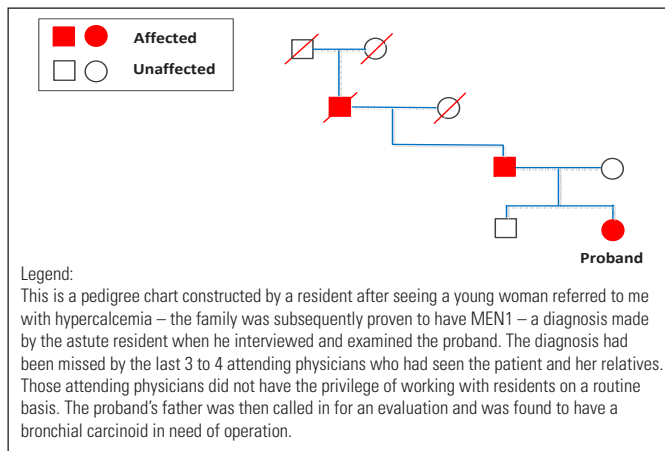 Affected
Unaffected
Proband
Legend:
This is a pedigree chart constructed by a resident after seeing a young woman referred to me
with hypercalcemia – the family was subsequently proven to have MEN1 – a diagnosis made
by the astute resident when he interviewed and examined the proband. The diagnosis had
been missed by the last 3 to 4 attending physicians who had seen the patient and her relatives.
Those attending physicians did not have the privilege of working with residents on a routine
basis. The proband’s father was then called in for an evaluation and was found to have a
bronchial carcinoid in need of operation.